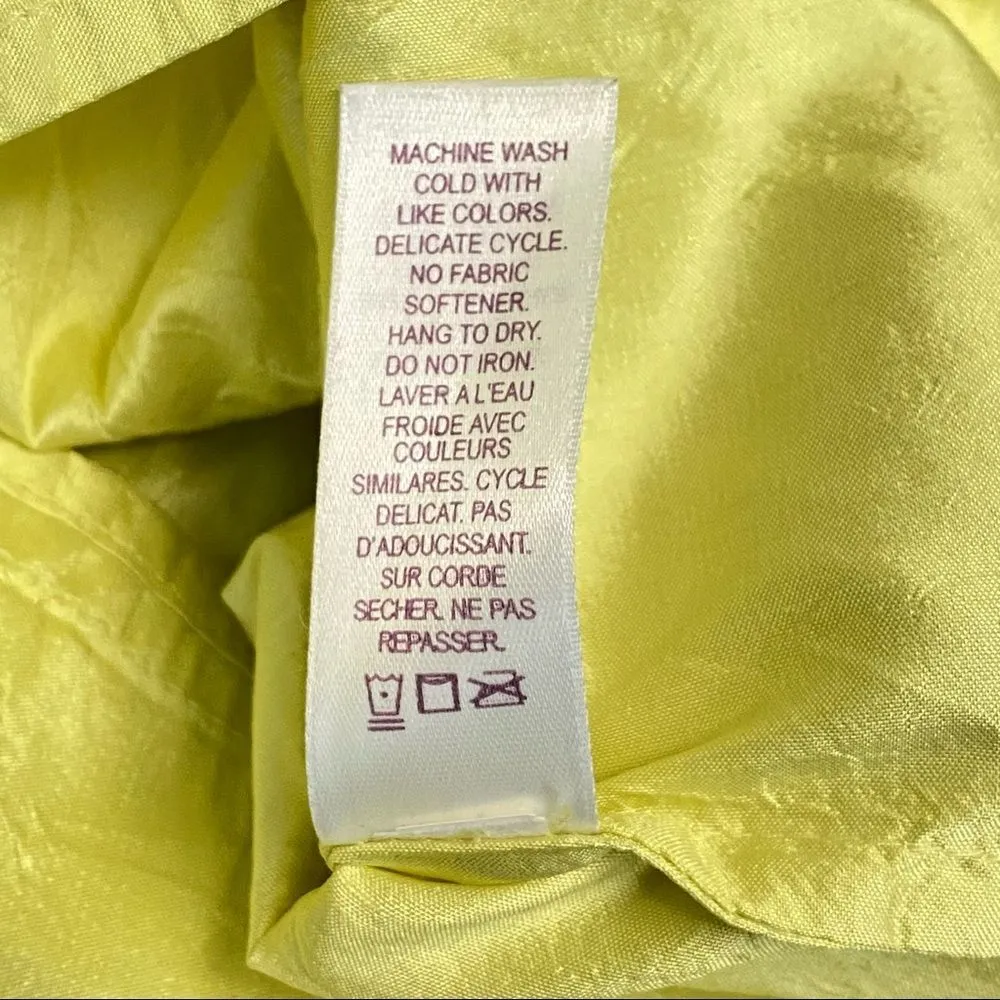 MACHINE WASH
COLD WITH
LIKE COLORS.
DELICATE CYCLE.
NO FABRIC
SOFTENER.
HANG TO DRY.
DO NOT IRON.
LAVER A L'EAU
FROIDE AVEC
COULEURS
SIMILARES. CYCLE
DELICAT. PAS
D'ADOUCISSANT.
SUR CORDE
SECHER. NE PAS
REPASSER.